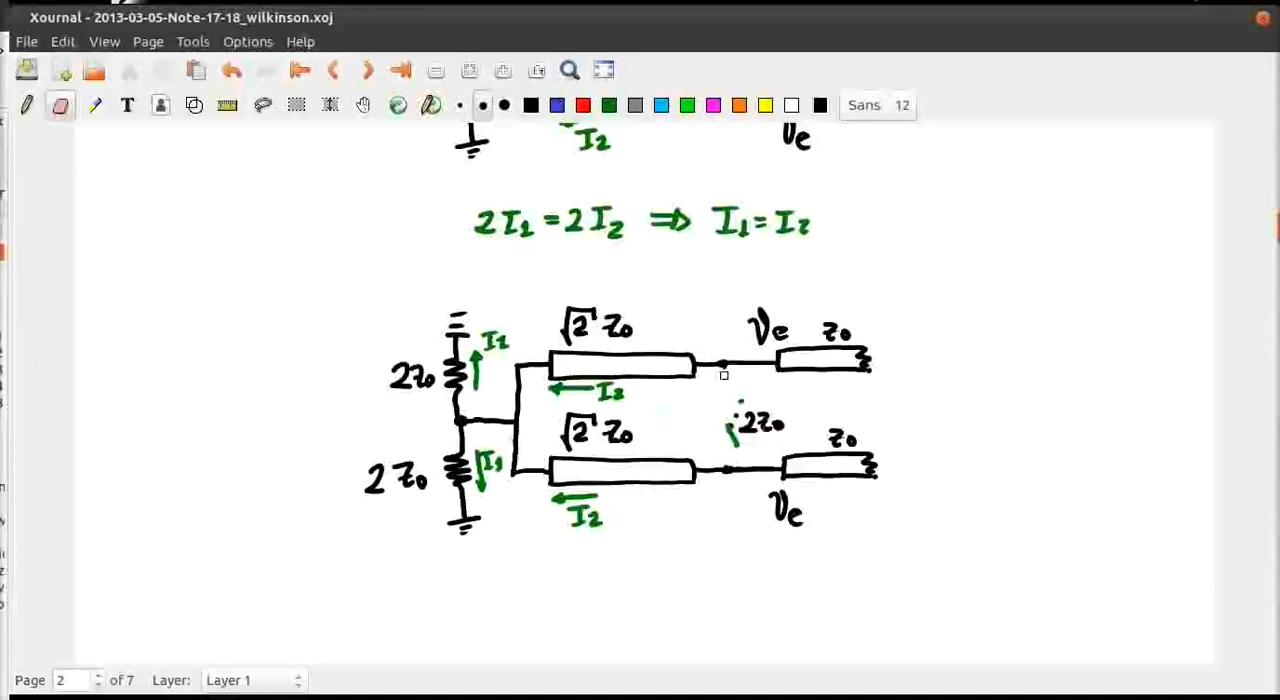 Xournal - 2013-03-05-Note-17-18_wilkinson.xoj
File Edit View Page Tools Options Help
Sans 12
I2 Ve
2I1 = 2I2 ⇒ I1 = I2
√2 Z0 Ve Z0
I1
2Z0
I2
√2 Z0 2Z0 Z0
I1
2Z0
I2 Ve
Page 2 of 7 Layer: Layer 1